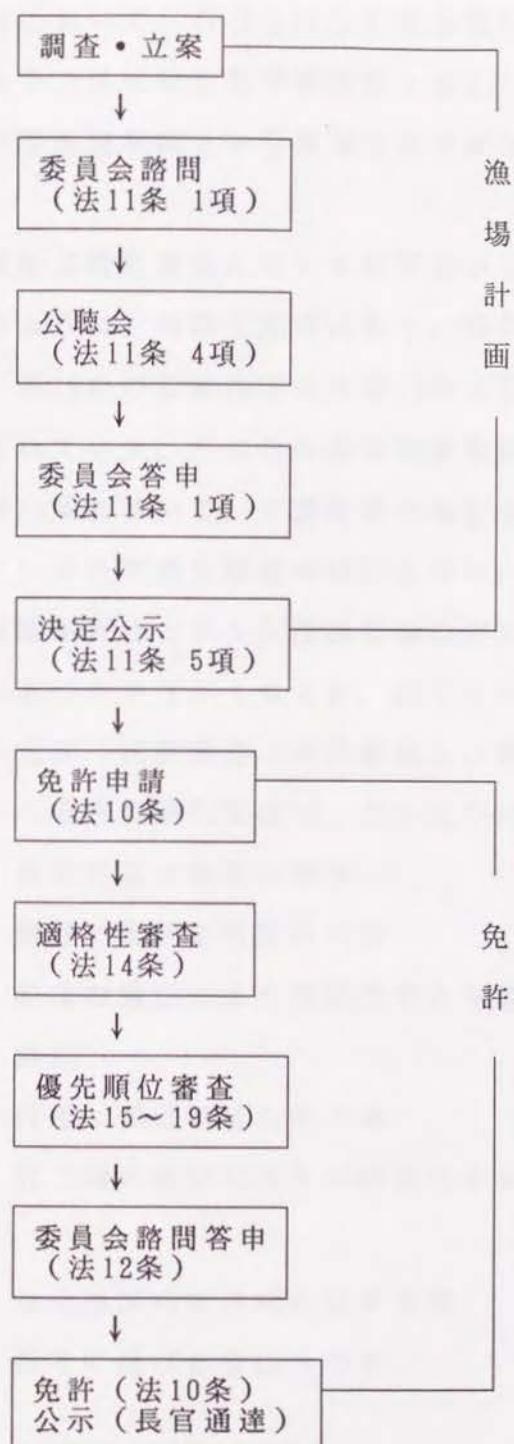 調査・立案
↓
委員会諮問
(法11条 1項)
↓
公聴会
(法11条 4項)
↓
委員会答申
(法11条 1項)
↓
決定公示
(法11条 5項)
漁場計画
↓
免許申請
(法10条)
↓
適格性審査
(法14条)
↓
優先順位審査
(法15～19条)
↓
委員会諮問答申
(法12条)
↓
免許(法10条)
公示(長官通達)
免許